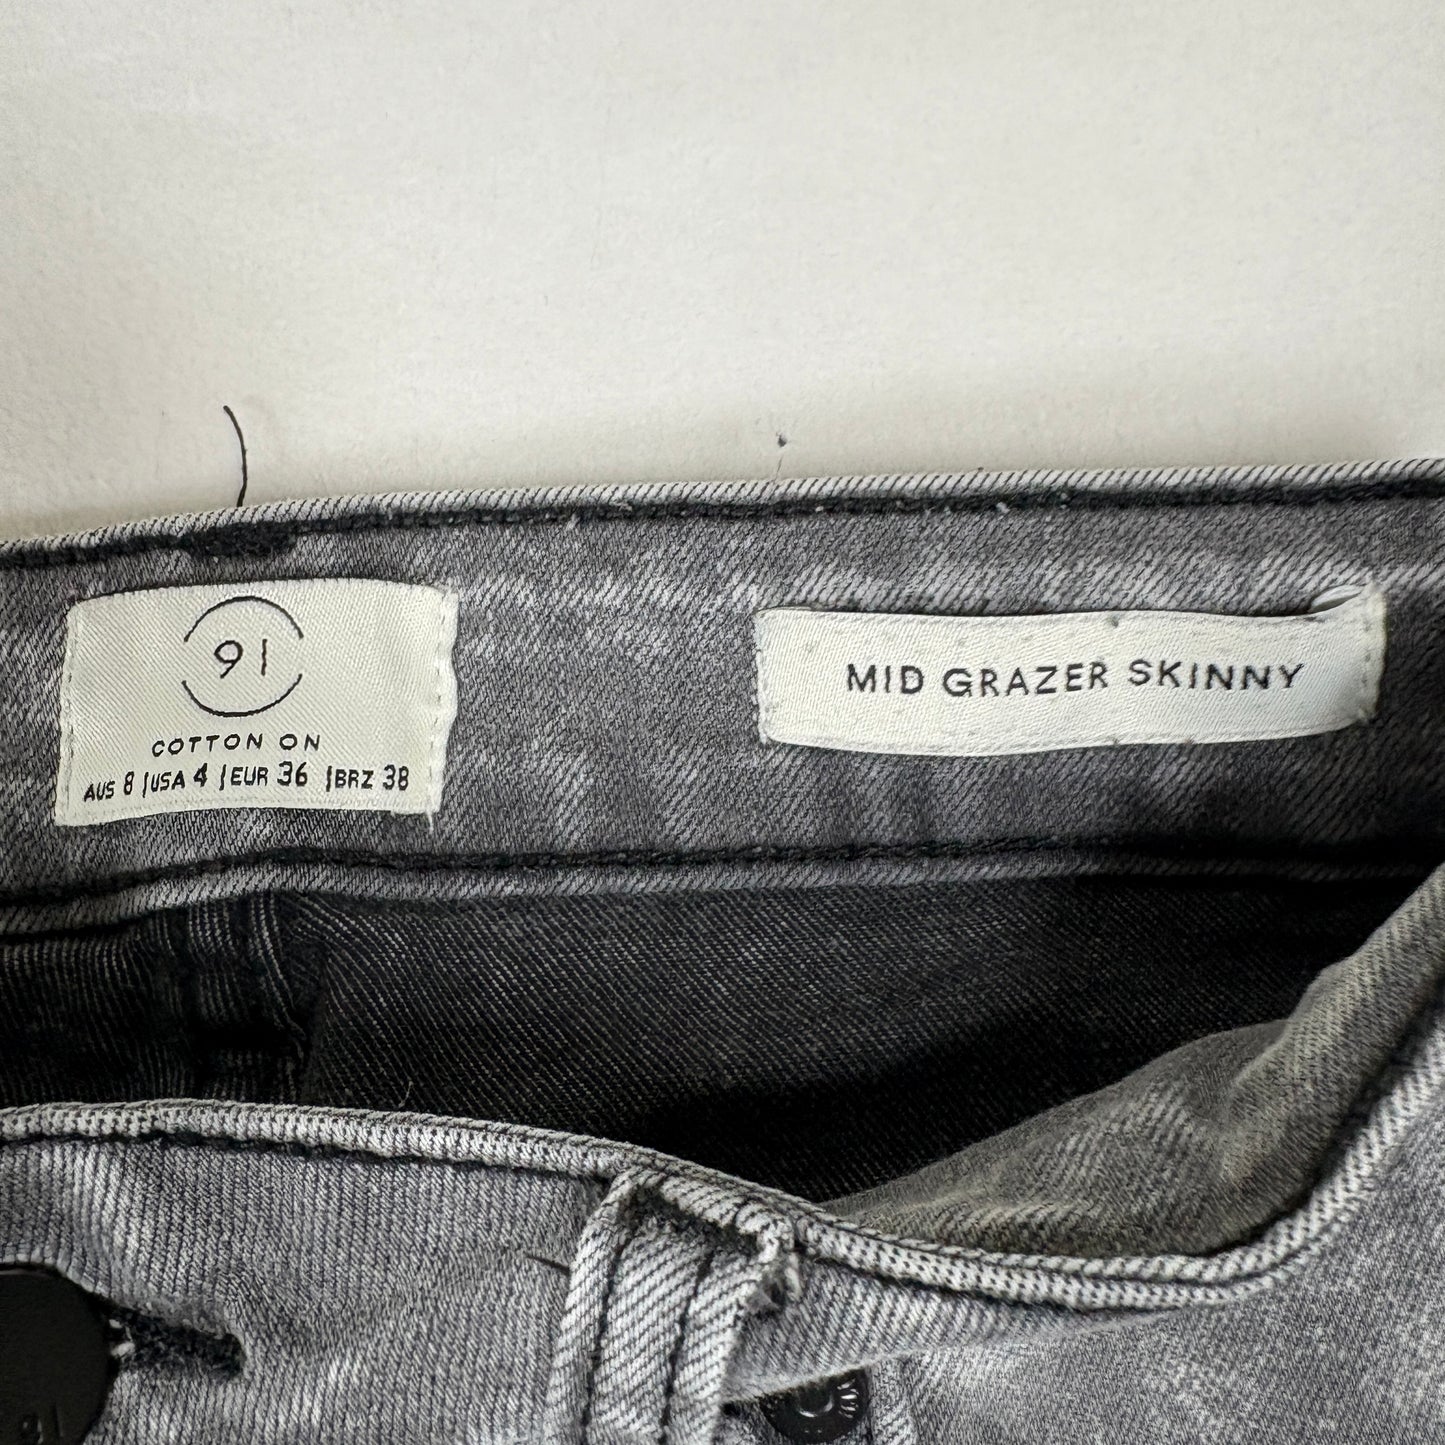 91
COTTON ON
AUS 8 | USA 4 | EUR 36 | BRZ 38
MID GRAZER SKINNY